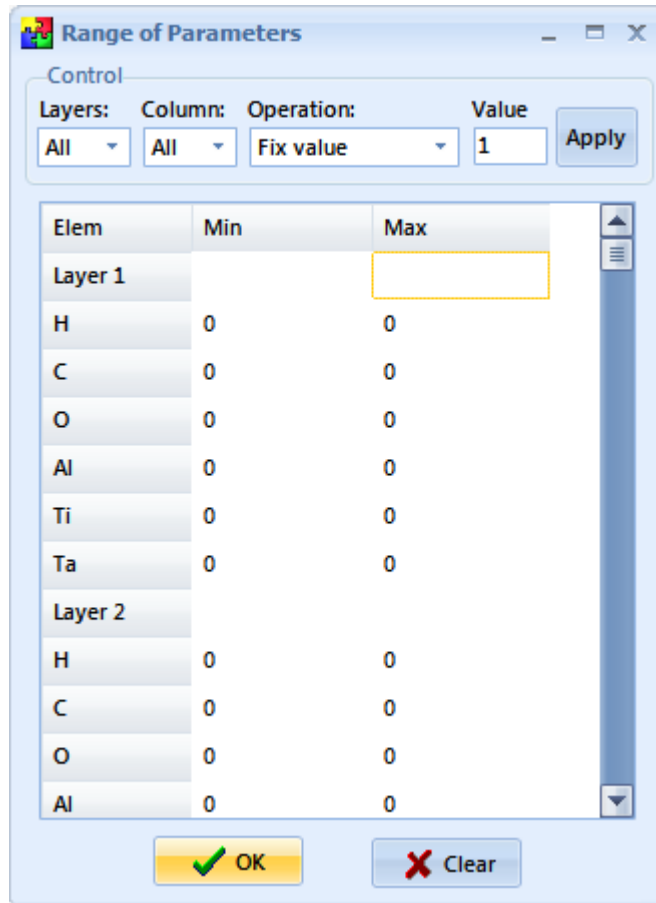 Range of Parameters
Control
Layers: Column: Operation: Value
All All Fix value 1 Apply
Elem Min Max
Layer 1
H 0 0
C 0 0
O 0 0
Al 0 0
Ti 0 0
Ta 0 0
Layer 2
H 0 0
C 0 0
O 0 0
Al 0 0
OK Clear